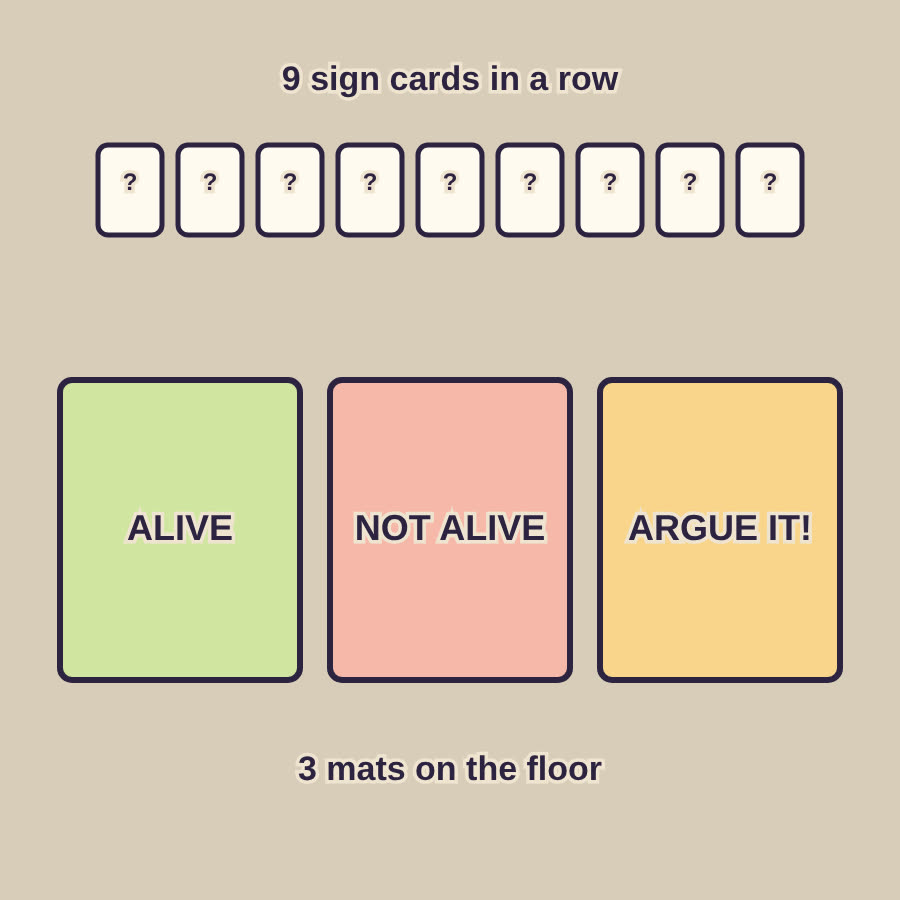 9 sign cards in a row
? ? ? ? ? ? ? ? ?
ALIVE NOT ALIVE ARGUE IT!
3 mats on the floor